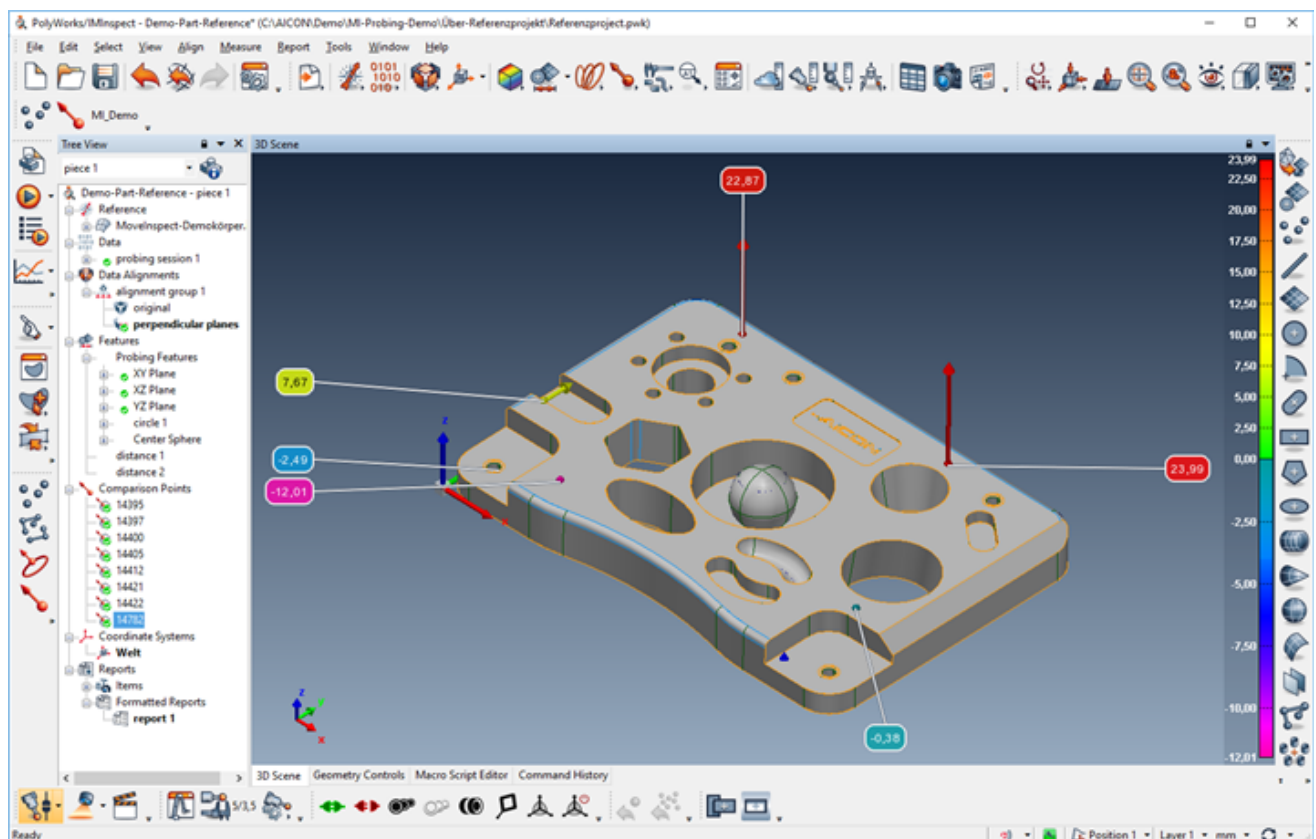 PolyWorks/IMInspect - Demo-Part-Reference* (C:\AICON\Demo\MI-Probing-Demo\Über-Referenzprojekt\Referenzproject.pwk)
File Edit Select View Align Measure Report Tools Window Help
0101
1010
MI_Demo
Tree View
3D Scene
piece 1
Demo-Part-Reference - piece 1
Reference
MoveInspect-Demokörper.
Data
probing session 1
Data Alignments
alignment group 1
original
perpendicular planes
Features
Probing Features
XY Plane
XZ Plane
YZ Plane
circle 1
Center Sphere
distance 1
distance 2
Comparison Points
14395
14397
14400
14405
14412
14421
14422
14782
Coordinate Systems
Welt
Reports
Items
Formatted Reports
report 1
22,87
7,67
-2,49
-12,01
23,99
-0,38
AICON
Z
X
Z
Y
X
23,99
22,50
20,00
17,50
15,00
12,50
10,00
7,50
5,00
2,50
0,00
-2,50
-5,00
-7,50
-10,00
-12,01
3D Scene Geometry Controls Macro Script Editor Command History
5/3,5
Ready
Position 1 Layer 1 mm